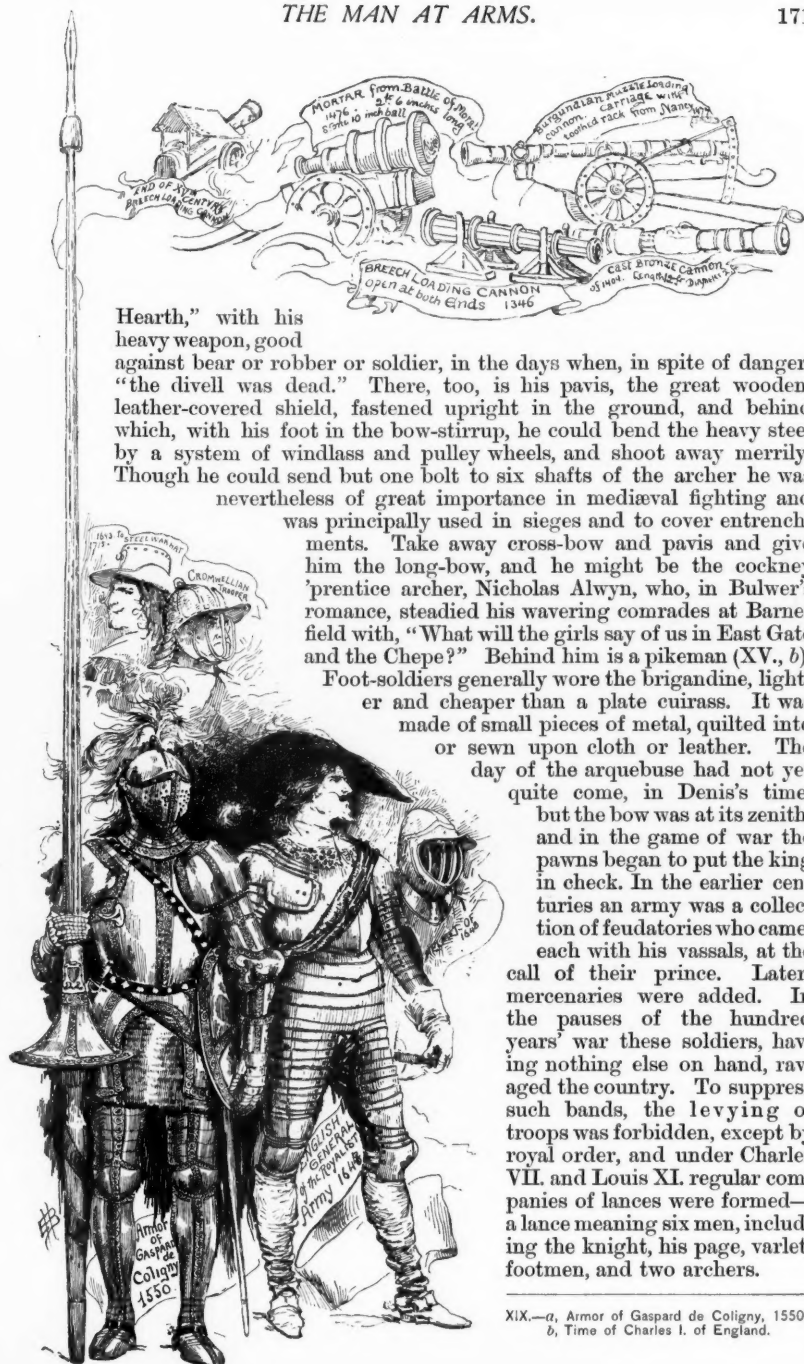 THE MAN AT ARMS.
171
MORTAR from Battle of Morat
1476.
Burgundian Muzzle Loading
cannon. carriage with
toothed rack from Nancy
END OF XVTH CENTURY
BREECH LOADING CANNON
BREECH LOADING CANNON
open at both Ends 1346
Cast Bronze Cannon
of 1404.
Hearth,” with his
heavy weapon, good
against bear or robber or soldier, in the days when, in spite of danger
“the divell was dead.” There, too, is his pavis, the great wooden
leather-covered shield, fastened upright in the ground, and behind
which, with his foot in the bow-stirrup, he could bend the heavy stee
by a system of windlass and pulley wheels, and shoot away merrily
Though he could send but one bolt to six shafts of the archer he wa
nevertheless of great importance in mediæval fighting and
was principally used in sieges and to cover entrench
ments. Take away cross-bow and pavis and give
him the long-bow, and he might be the cockney
’prentice archer, Nicholas Alwyn, who, in Bulwer’
romance, steadied his wavering comrades at Barne
field with, “What will the girls say of us in East Gate
and the Chepe?” Behind him is a pikeman (XV., b)
Foot-soldiers generally wore the brigandine, light
er and cheaper than a plate cuirass. It wa
made of small pieces of metal, quilted into
or sewn upon cloth or leather. The
day of the arquebuse had not ye
quite come, in Denis’s time
but the bow was at its zenith
and in the game of war the
pawns began to put the king
in check. In the earlier cen
turies an army was a collec
tion of feudatories who came
each with his vassals, at the
call of their prince. Later
mercenaries were added. In
the pauses of the hundred
years’ war these soldiers, hav
ing nothing else on hand, rav
aged the country. To suppres
such bands, the levying o
troops was forbidden, except by
royal order, and under Charle
VII. and Louis XI. regular com
panies of lances were formed—
a lance meaning six men, includ
ing the knight, his page, varlet
footmen, and two archers.
STEEL WAR HAT
CROMWELLIAN
TROOPER
1648
ENGLISH
GENERAL
of the ROYALIST
Army 1648
Armor
of
GASPARD
de
Coligny
1550
XIX.—a, Armor of Gaspard de Coligny, 1550
b, Time of Charles I. of England.